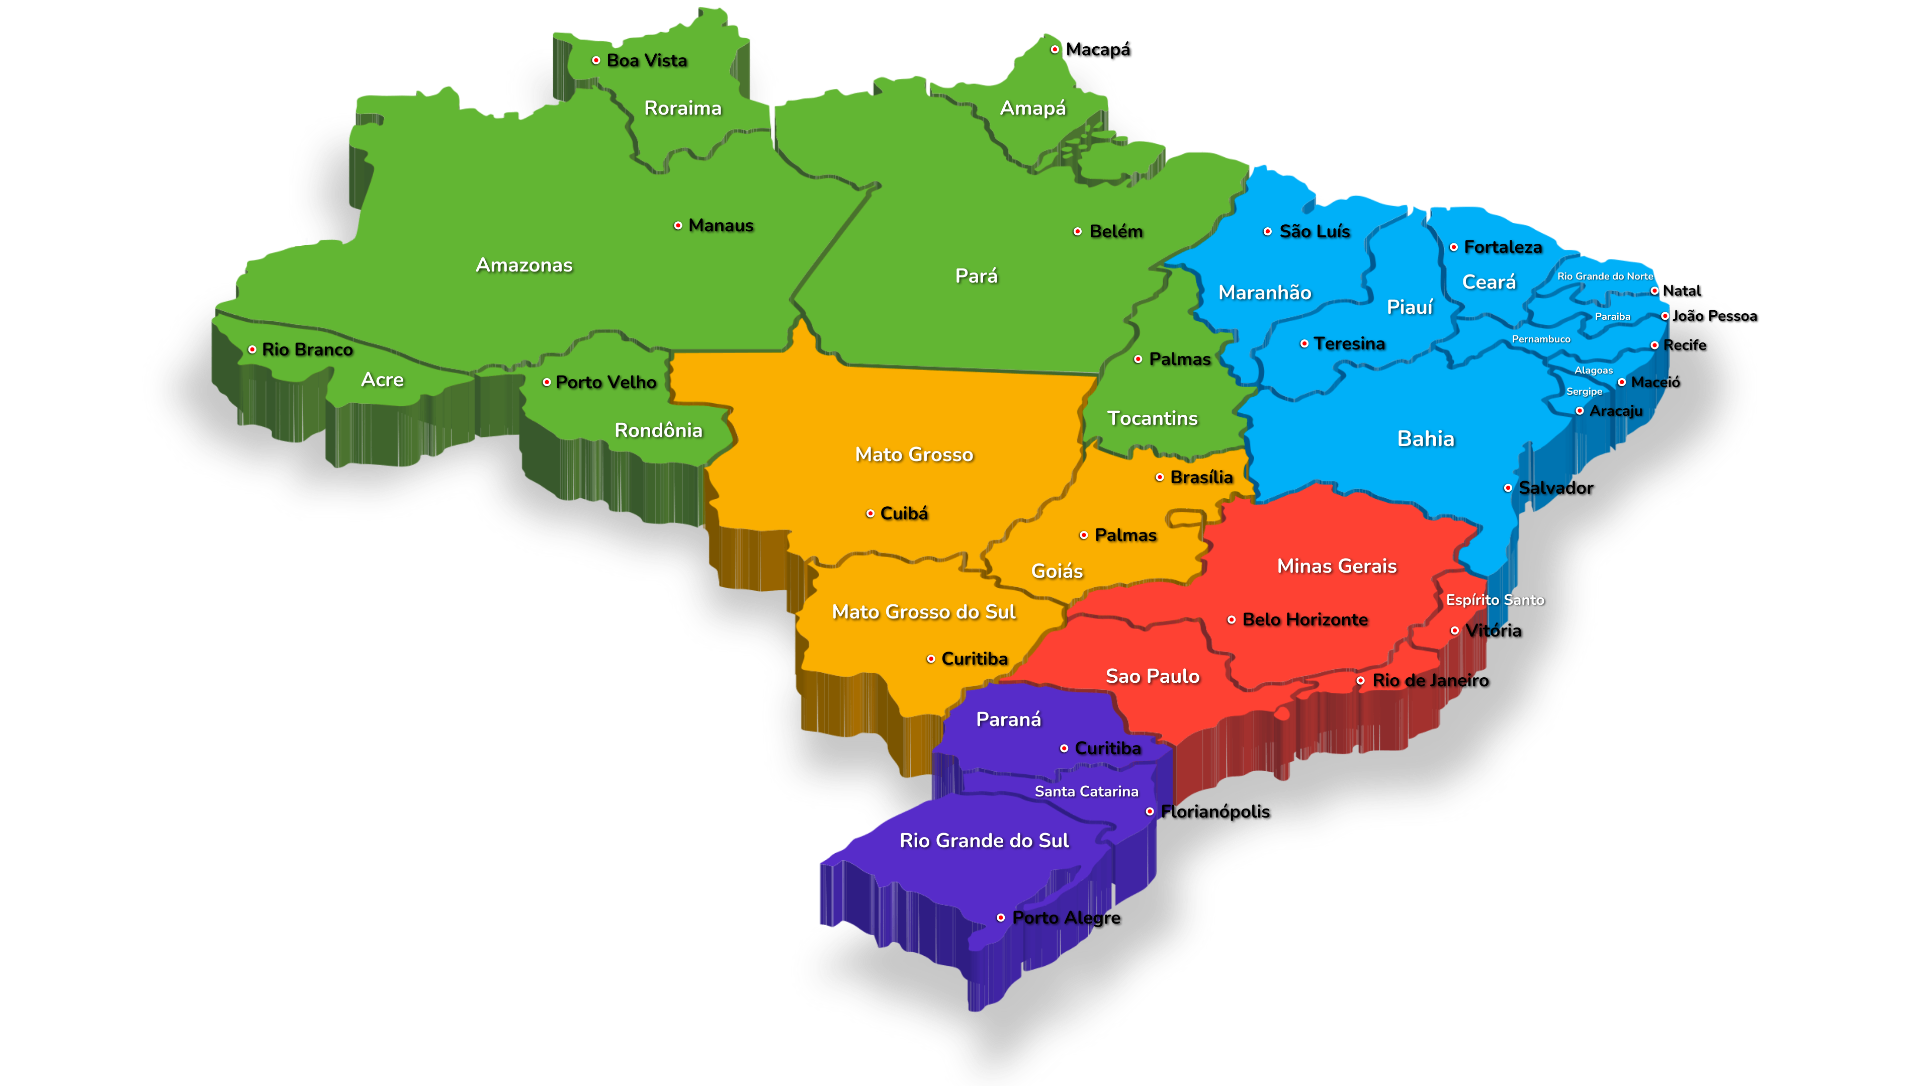 Macapá
Boa Vista
Roraima
Amapá
Manaus
Belém
São Luís
Fortaleza
Amazonas
Pará
Rio Grande do Norte
Ceará
Natal
Maranhão
Piauí
Paraíba
João Pessoa
Pernambuco
Teresina
Recife
Rio Branco
Palmas
Alagoas
Acre
Porto Velho
Maceió
Sergipe
Aracaju
Tocantins
Rondônia
Bahia
Mato Grosso
Brasília
Salvador
Cuibá
Palmas
Minas Gerais
Goiás
Espírito Santo
Mato Grosso do Sul
Belo Horizonte
Vitória
Curitiba
Sao Paulo
Rio de Janeiro
Paraná
Curitiba
Santa Catarina
Florianópolis
Rio Grande do Sul
Porto Alegre